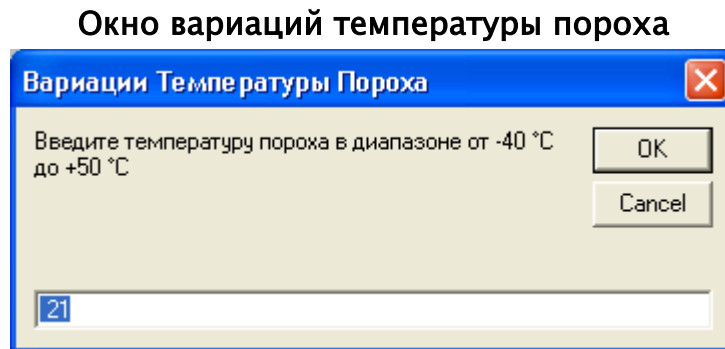 Окно вариаций температуры пороха
Вариации Температуры Пороха
Введите температуру пороха в диапазоне от -40 °C
до +50 °C
OK
Cancel
21